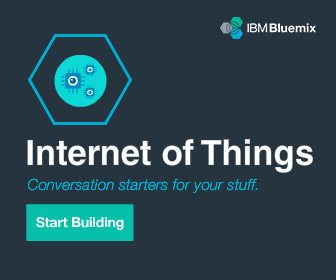 IBM Bluemix
Internet of Things
Conversation starters for your stuff.
Start Building